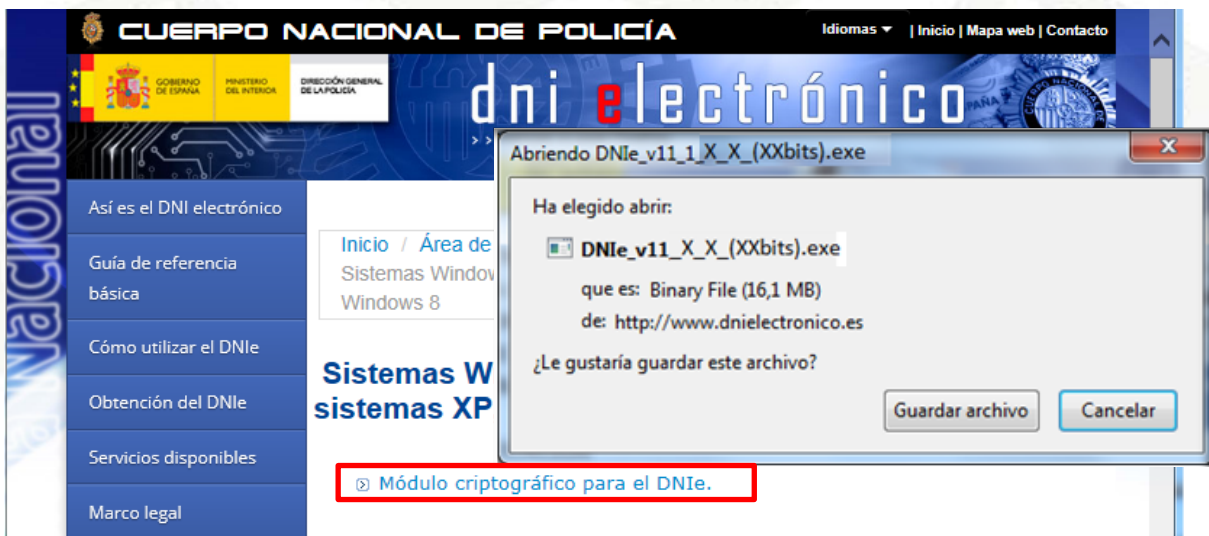 CUERPO NACIONAL DE POLICÍA
Idiomas ▾ | Inicio | Mapa web | Contacto
GOBIERNO
DE ESPAÑA
MINISTERIO
DEL INTERIOR
DIRECCIÓN GENERAL
DE LA POLICÍA
dni electrónico
>>
Nacional
Así es el DNI electrónico
Guía de referencia
básica
Cómo utilizar el DNIe
Obtención del DNIe
Servicios disponibles
Marco legal
Inicio / Área de
Sistemas Window
Windows 8
Sistemas W
sistemas XP
Módulo criptográfico para el DNIe.
Abriendo DNIe_v11_1_X_X_(XXbits).exe
Ha elegido abrir:
DNIe_v11_X_X_(XXbits).exe
que es: Binary File (16,1 MB)
de: http://www.dnielectronico.es
¿Le gustaría guardar este archivo?
Guardar archivo
Cancelar